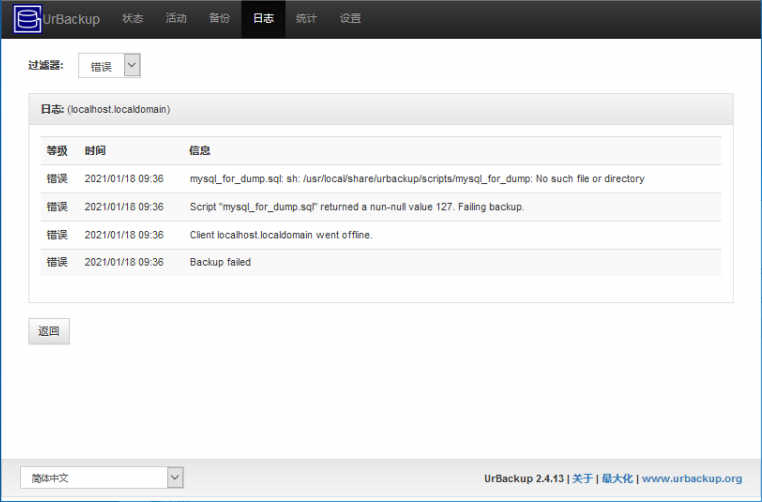 UrBackup 状态 活动 备份 日志 统计 设置
过滤器: 错误
日志: (localhost.localdomain)
等级 时间 信息
错误 2021/01/18 09:36 mysql_for_dump.sql: sh: /usr/local/share/urbackup/scripts/mysql_for_dump: No such file or directory
错误 2021/01/18 09:36 Script "mysql_for_dump.sql" returned a nun-null value 127. Failing backup.
错误 2021/01/18 09:36 Client localhost.localdomain went offline.
错误 2021/01/18 09:36 Backup failed
返回
简体中文 UrBackup 2.4.13 | 关于 | 最大化 | www.urbackup.org